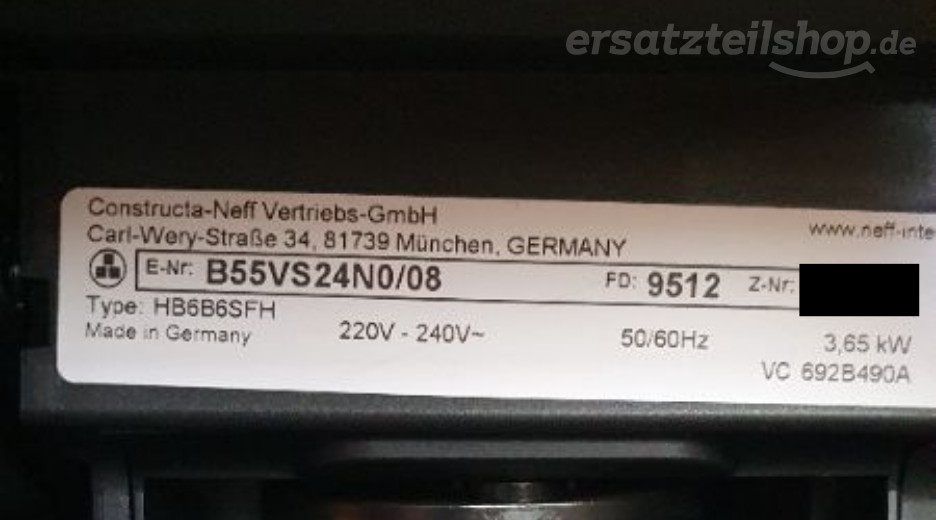 ersatzteilshop.de
Constructa-Neff Vertriebs-GmbH
www.neff-inte
Carl-Wery-Straße 34, 81739 München, GERMANY
E-Nr: B55VS24N0/08 FD: 9512 Z-Nr:
Type: HB6B6SFH
Made in Germany 220V - 240V~ 50/60Hz 3,65 kW
VC 692B490A